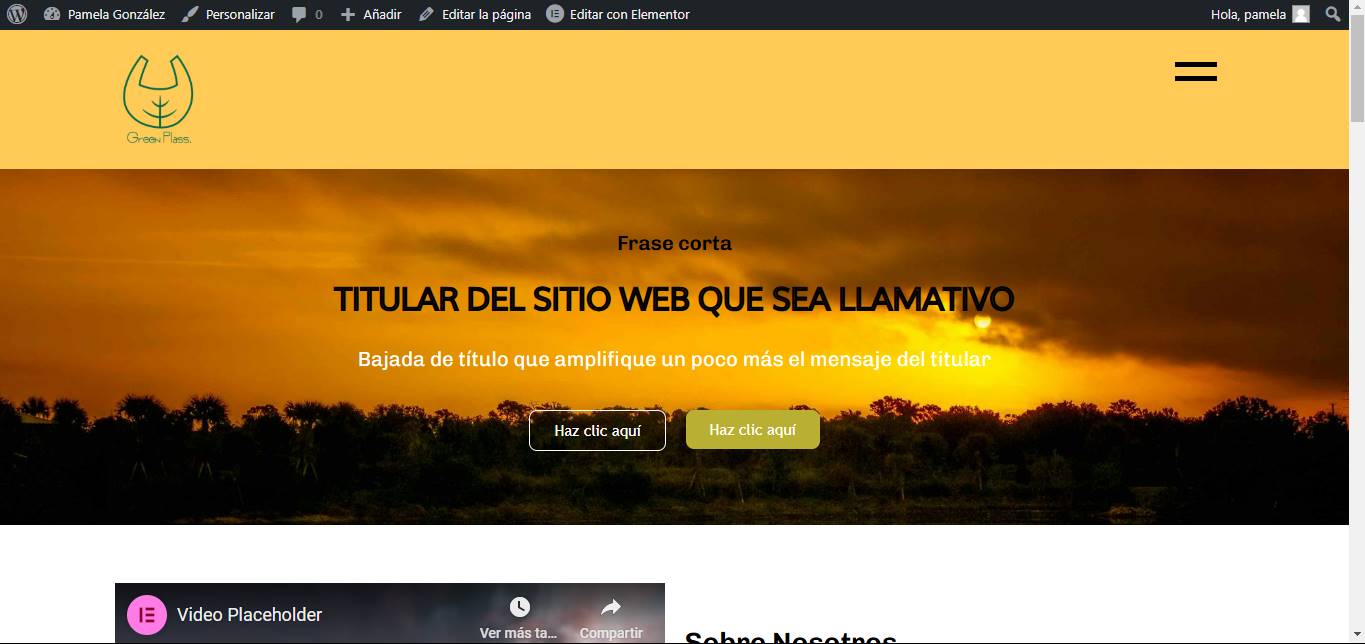 Pamela González Personalizar 0 Añadir Editar la página Editar con Elementor Hola, pamela
Green Plass.
Frase corta
TITULAR DEL SITIO WEB QUE SEA LLAMATIVO
Bajada de título que amplifique un poco más el mensaje del titular
Haz clic aquí Haz clic aquí
Video Placeholder
Ver más ta... Compartir
Sobre Nosotros